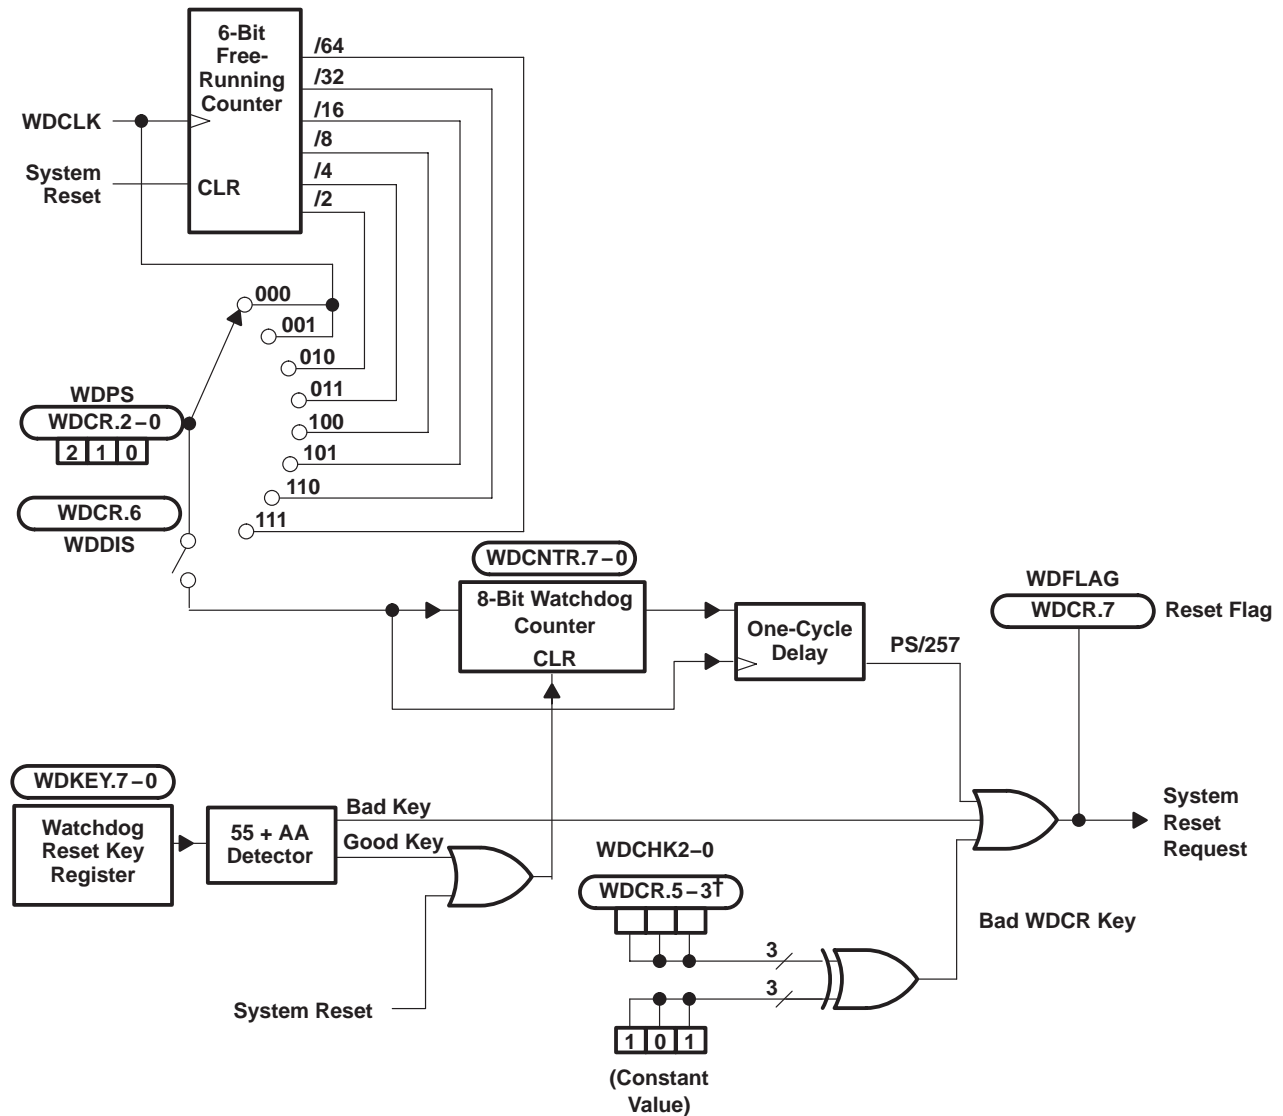 6-Bit
Free-
Running
Counter
/64
/32
/16
/8
/4
/2
WDCLK
System
Reset
CLR
000
001
010
011
100
101
110
111
WDPS
WDCR.2–0
2 1 0
WDCR.6
WDDIS
WDCNTR.7–0
8-Bit Watchdog
Counter
CLR
One-Cycle
Delay
PS/257
WDFLAG
WDCR.7
Reset Flag
WDKEY.7–0
Watchdog
Reset Key
Register
55 + AA
Detector
Bad Key
Good Key
System
Reset
Request
WDCHK2–0
WDCR.5–3†
Bad WDCR Key
3
3
System Reset
1 0 1
(Constant
Value)